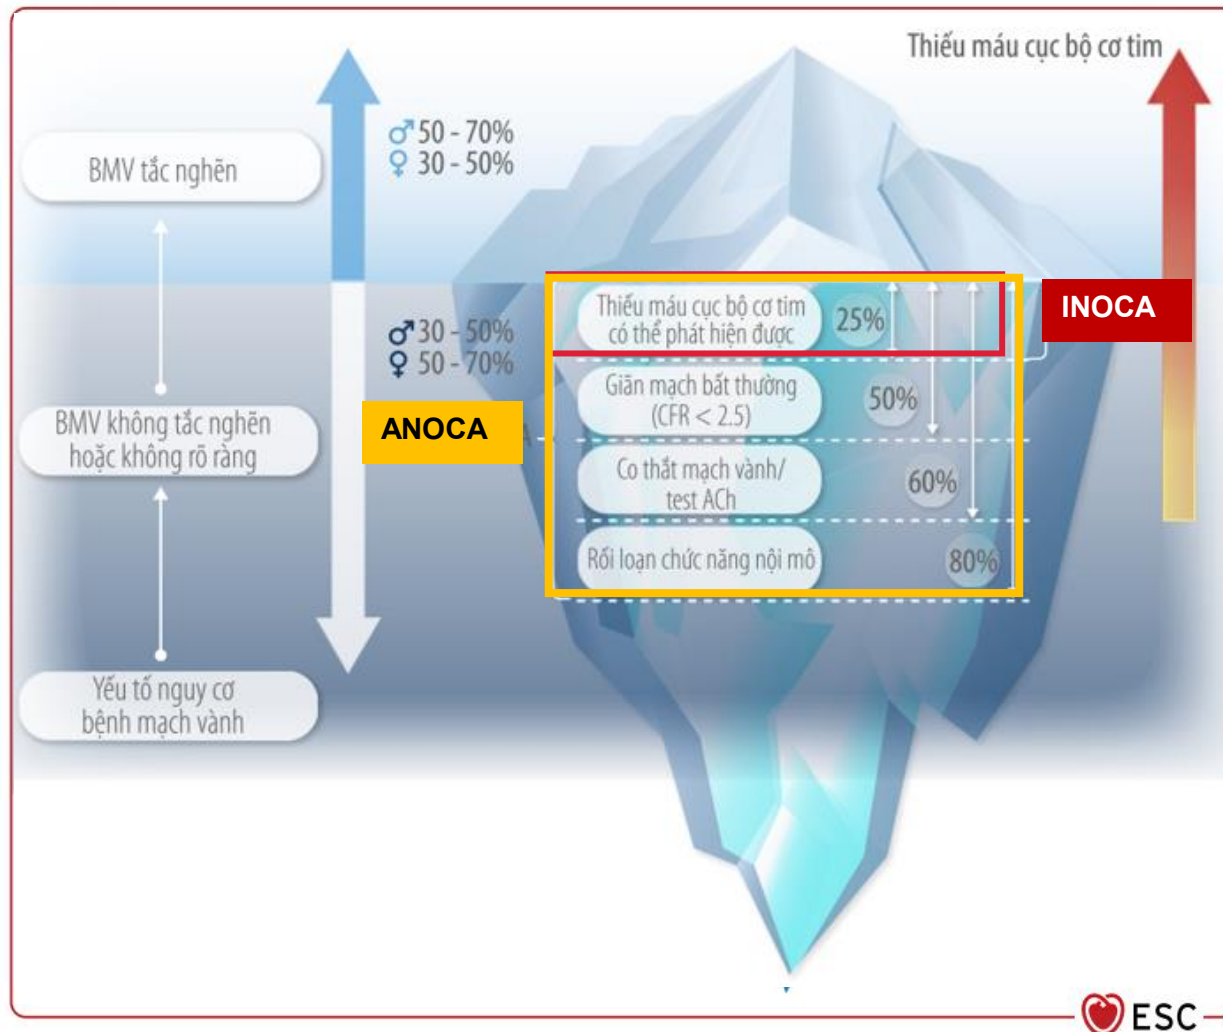 Thiếu máu cục bộ cơ tim
♂ 50 - 70%
♀ 30 - 50%
BMV tắc nghẽn
INOCA
Thiếu máu cục bộ cơ tim
có thể phát hiện được
25%
♂ 30 - 50%
♀ 50 - 70%
Giãn mạch bất thường
(CFR < 2.5)
50%
ANOCA
BMV không tắc nghẽn
hoặc không rõ ràng
Co thắt mạch vành/
test ACh
60%
Rối loạn chức năng nội mô
80%
Yếu tố nguy cơ
bệnh mạch vành
ESC